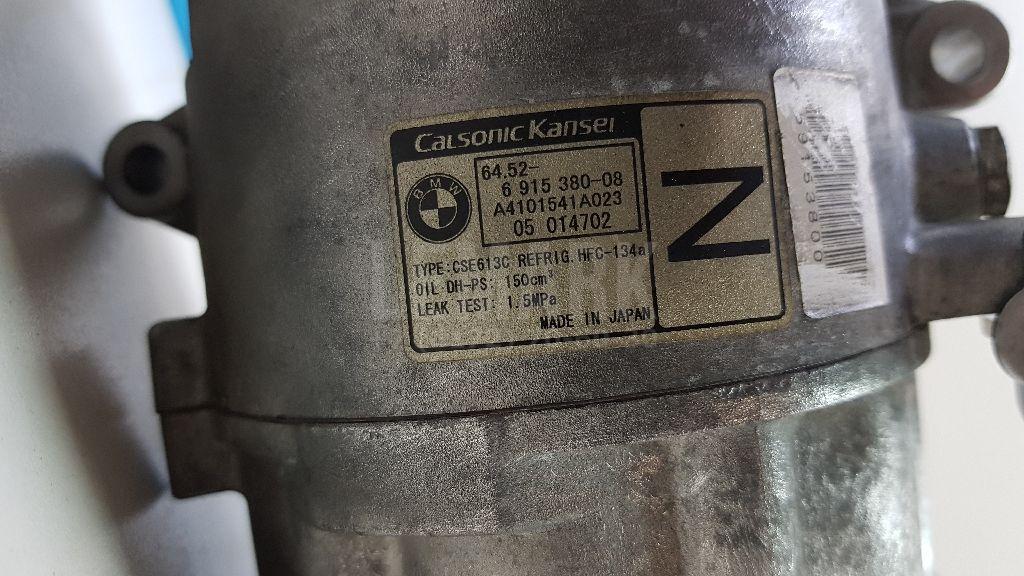 Calsonic Kansei
BMW
64.52-
6 915 380-08
A4101541A023
05 014702
TYPE:CSE613C REFRIG.HFC-134a
OIL DH-PS: 150cm³
LEAK TEST: 1.5MPa
MADE IN JAPAN
N